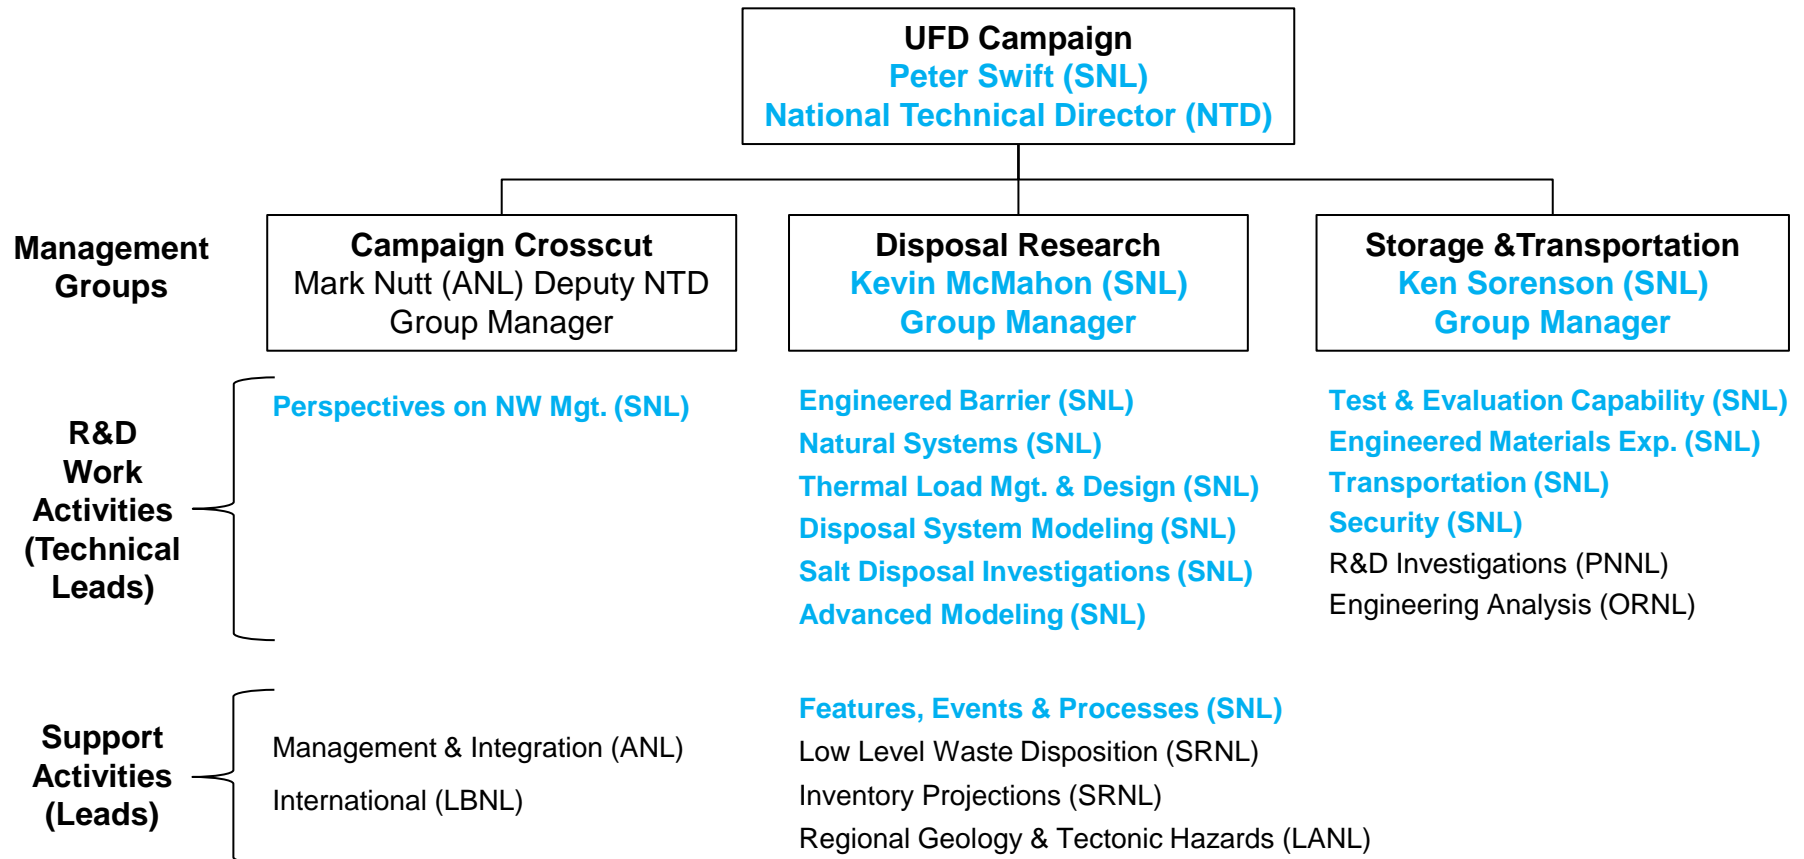 UFD Campaign
Peter Swift (SNL)
National Technical Director (NTD)
Management
Groups
Campaign Crosscut
Mark Nutt (ANL) Deputy NTD
Group Manager
Disposal Research
Kevin McMahon (SNL)
Group Manager
Storage &Transportation
Ken Sorenson (SNL)
Group Manager
R&D
Work
Activities
(Technical
Leads)
Perspectives on NW Mgt. (SNL)
Engineered Barrier (SNL)
Natural Systems (SNL)
Thermal Load Mgt. & Design (SNL)
Disposal System Modeling (SNL)
Salt Disposal Investigations (SNL)
Advanced Modeling (SNL)
Test & Evaluation Capability (SNL)
Engineered Materials Exp. (SNL)
Transportation (SNL)
Security (SNL)
R&D Investigations (PNNL)
Engineering Analysis (ORNL)
Support
Activities
(Leads)
Management & Integration (ANL)
International (LBNL)
Features, Events & Processes (SNL)
Low Level Waste Disposition (SRNL)
Inventory Projections (SRNL)
Regional Geology & Tectonic Hazards (LANL)